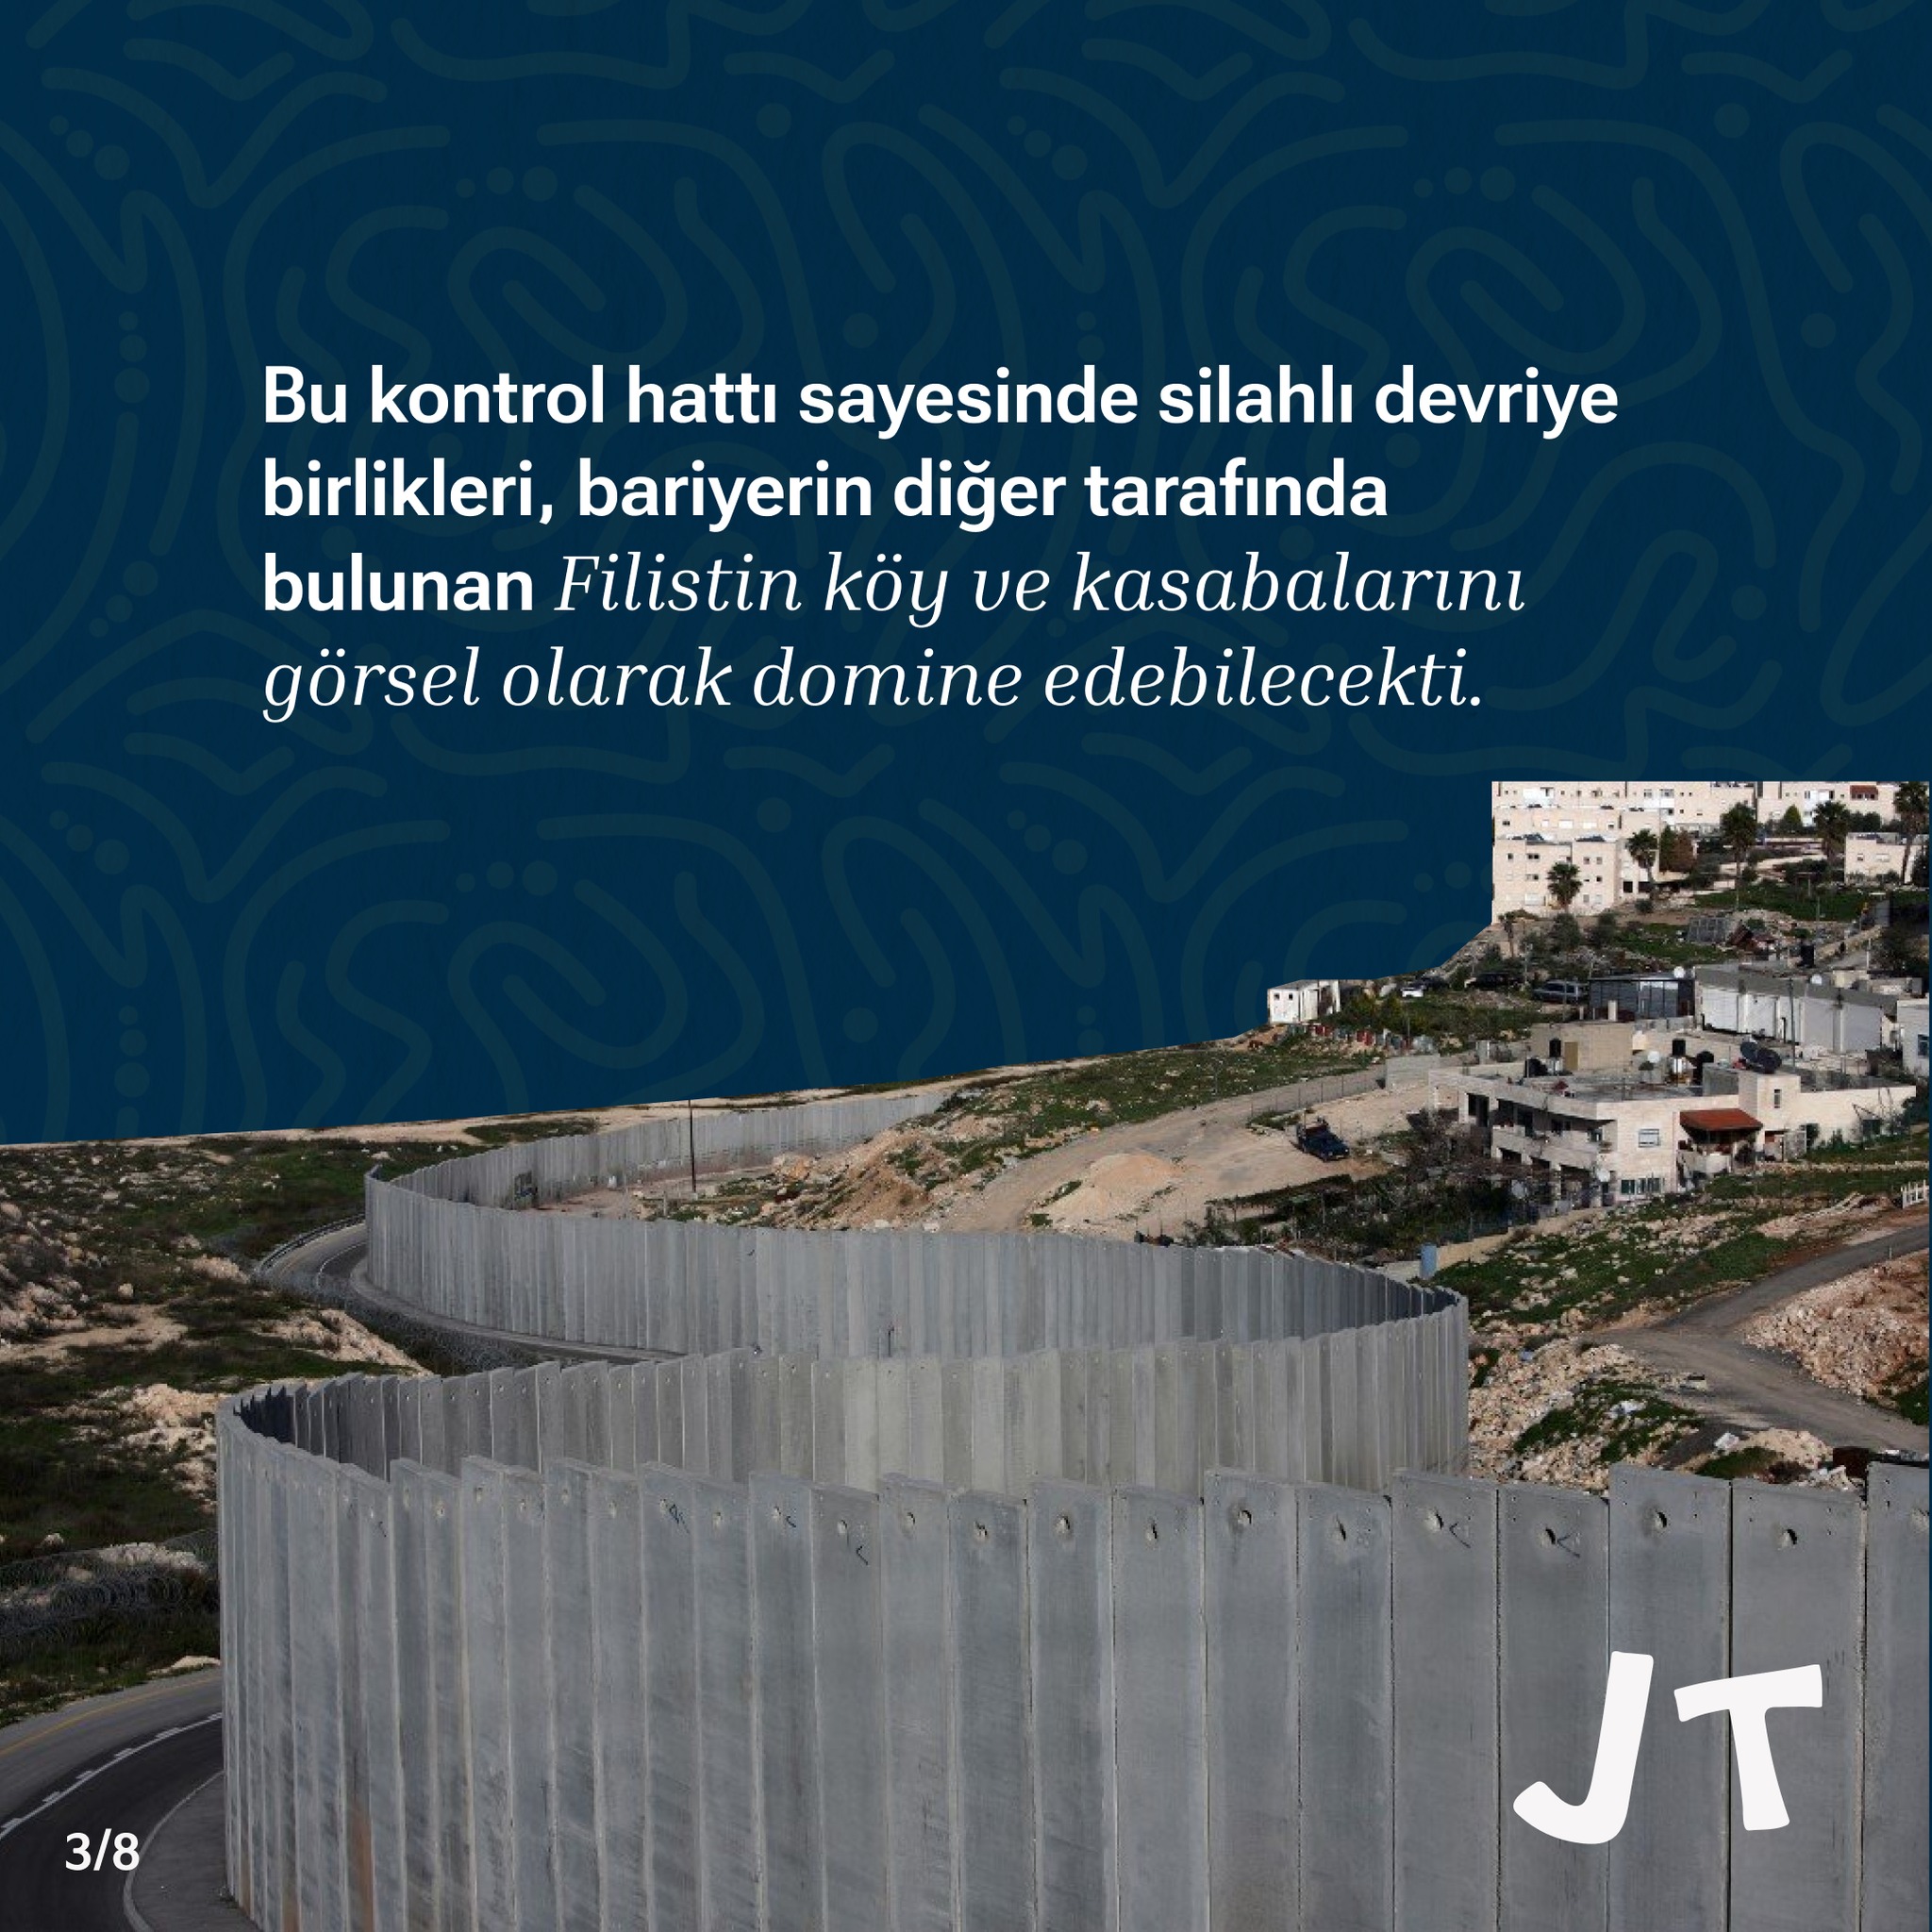 Bu kontrol hattı sayesinde silahlı devriye
birlikleri, bariyerin diğer tarafında
bulunan Filistin köy ve kasabalarını
görsel olarak domine edebilecekti.
JT
3/8